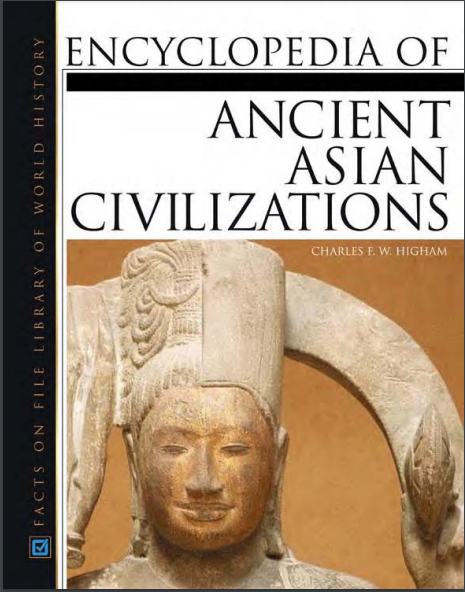 ENCYCLOPEDIA OF
ANCIENT
ASIAN
CIVILIZATIONS
CHARLES F. W. HIGHAM
FACTS ON FILE LIBRARY OF WORLD HISTORY